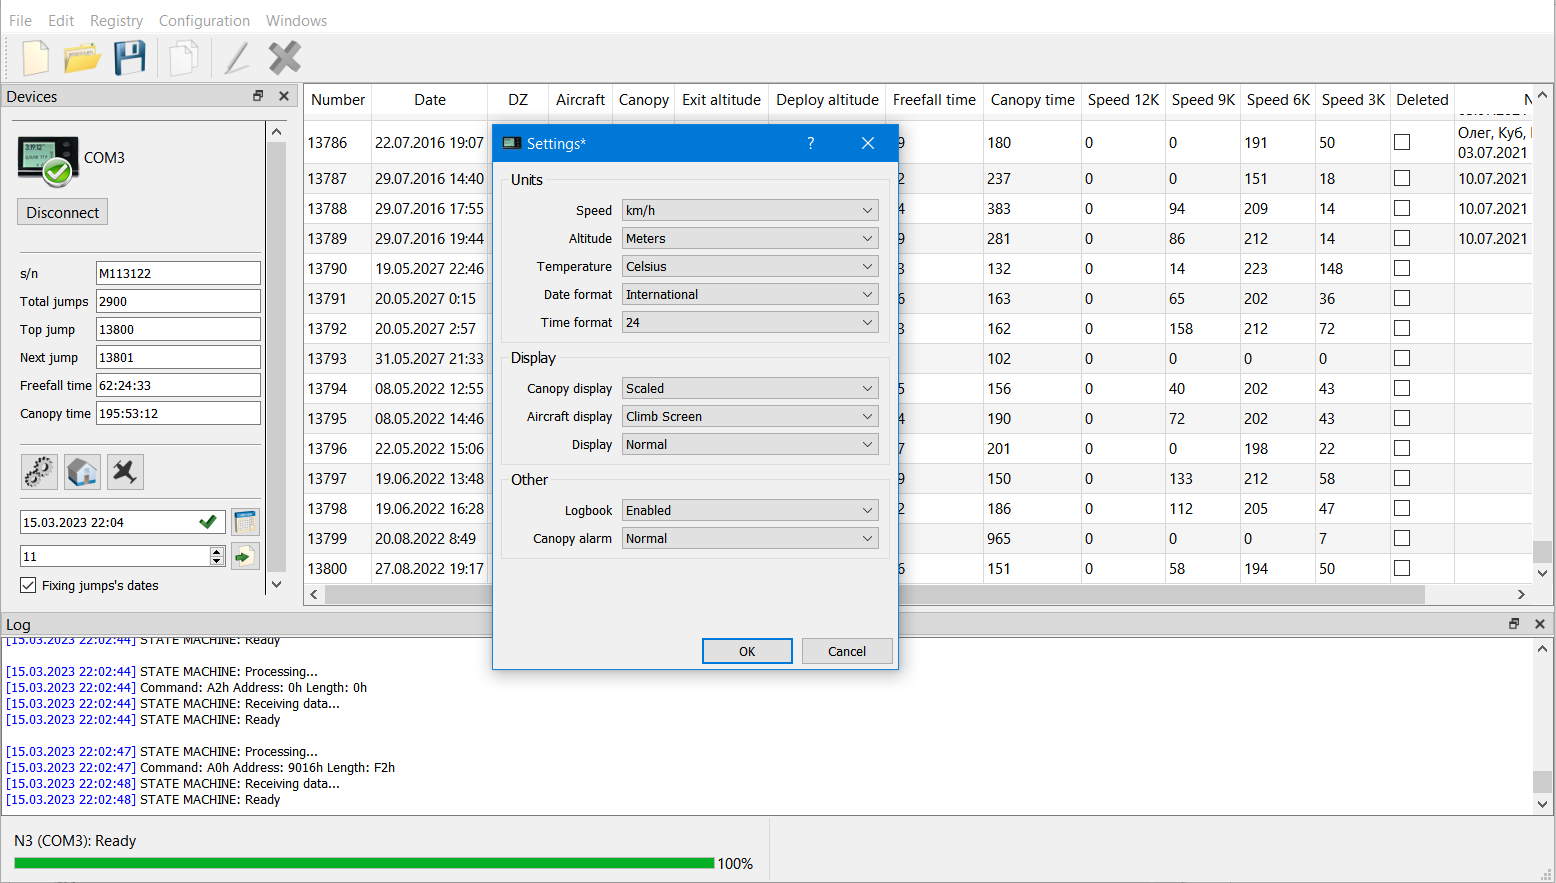 File Edit Registry Configuration Windows
Devices
COM3
Disconnect
s/n M113122
Total jumps 2900
Top jump 13800
Next jump 13801
Freefall time 62:24:33
Canopy time 195:53:12
15.03.2023 22:04
11
Fixing jumps's dates
Number Date DZ Aircraft Canopy Exit altitude Deploy altitude Freefall time Canopy time Speed 12K Speed 9K Speed 6K Speed 3K Deleted N
13786 22.07.2016 19:07 9 180 0 0 191 50 Олег, Куб,
03.07.2021
13787 29.07.2016 14:40 2 237 0 0 151 18 10.07.2021
13788 29.07.2016 17:55 4 383 0 94 209 14 10.07.2021
13789 29.07.2016 19:44 9 281 0 86 212 14 10.07.2021
13790 19.05.2027 22:46 3 132 0 14 223 148
13791 20.05.2027 0:15 6 163 0 65 202 36
13792 20.05.2027 2:57 3 162 0 158 212 72
13793 31.05.2027 21:33 102 0 0 0 0
13794 08.05.2022 12:55 5 156 0 40 202 43
13795 08.05.2022 14:46 4 190 0 72 202 43
13796 22.05.2022 15:06 7 201 0 0 198 22
13797 19.06.2022 13:48 9 150 0 133 212 58
13798 19.06.2022 16:28 2 186 0 112 205 47
13799 20.08.2022 8:49 965 0 0 0 7
13800 27.08.2022 19:17 6 151 0 58 194 50
Settings* ?
Units
Speed km/h
Altitude Meters
Temperature Celsius
Date format International
Time format 24
Display
Canopy display Scaled
Aircraft display Climb Screen
Display Normal
Other
Logbook Enabled
Canopy alarm Normal
OK Cancel
Log
[15.03.2023 22:02:44] STATE MACHINE: Ready
[15.03.2023 22:02:44] STATE MACHINE: Processing...
[15.03.2023 22:02:44] Command: A2h Address: 0h Length: 0h
[15.03.2023 22:02:44] STATE MACHINE: Receiving data...
[15.03.2023 22:02:44] STATE MACHINE: Ready
[15.03.2023 22:02:47] STATE MACHINE: Processing...
[15.03.2023 22:02:47] Command: A0h Address: 9016h Length: F2h
[15.03.2023 22:02:48] STATE MACHINE: Receiving data...
[15.03.2023 22:02:48] STATE MACHINE: Ready
N3 (COM3): Ready
100%